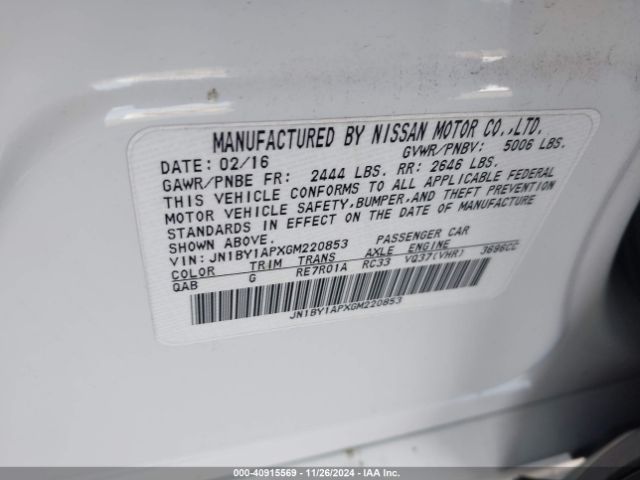 MANUFACTURED BY NISSAN MOTOR CO.,LTD.
DATE: 02/16 GVWR/PNBV: 5006 LBS.
GAWR/PNBE FR: 2444 LBS. RR: 2646 LBS.
THIS VEHICLE CONFORMS TO ALL APPLICABLE FEDERAL
MOTOR VEHICLE SAFETY,BUMPER,AND THEFT PREVENTION
STANDARDS IN EFFECT ON THE DATE OF MANUFACTURE
SHOWN ABOVE.
VIN: JN1BY1APXGM220853 PASSENGER CAR
COLOR TRIM TRANS AXLE ENGINE
QAB G RE7R01A RC33 VQ37(VHR) 3696CC
JN1BY1APXGM220853
000-40915569 | 11/26/2024 | IAA Inc.